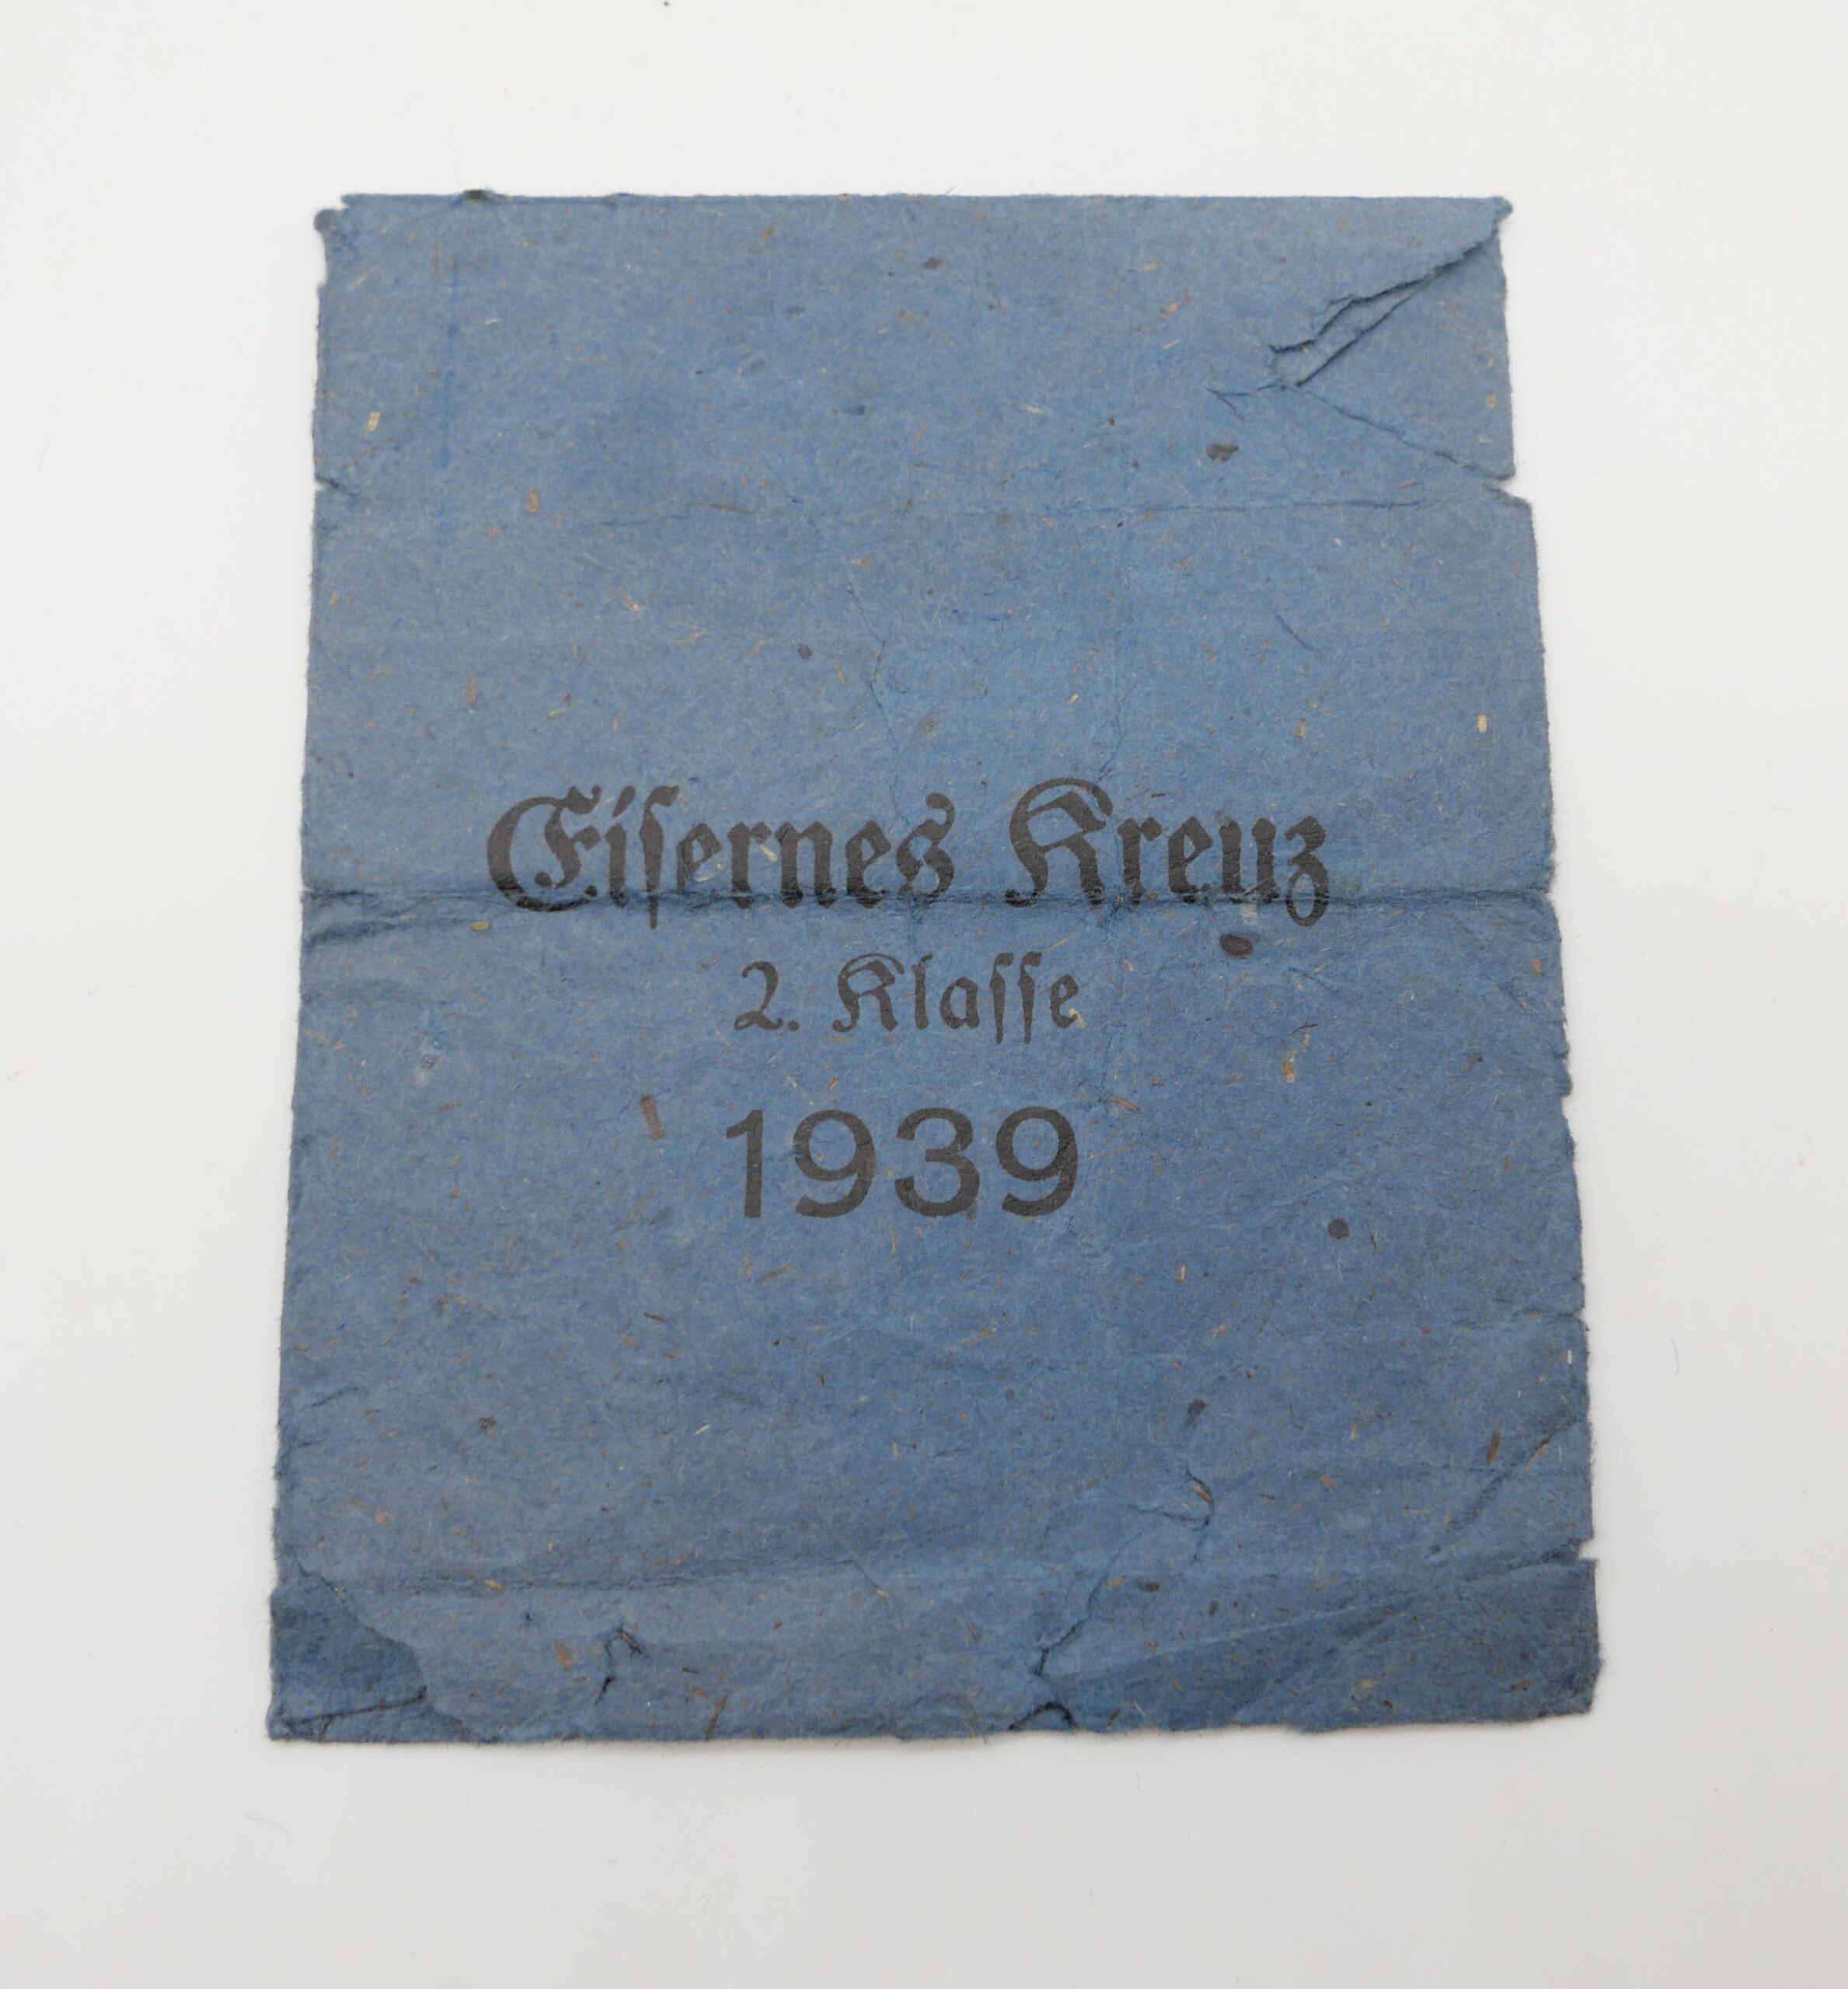 Eiſernes Kreuz
2. Klaſſe
1939